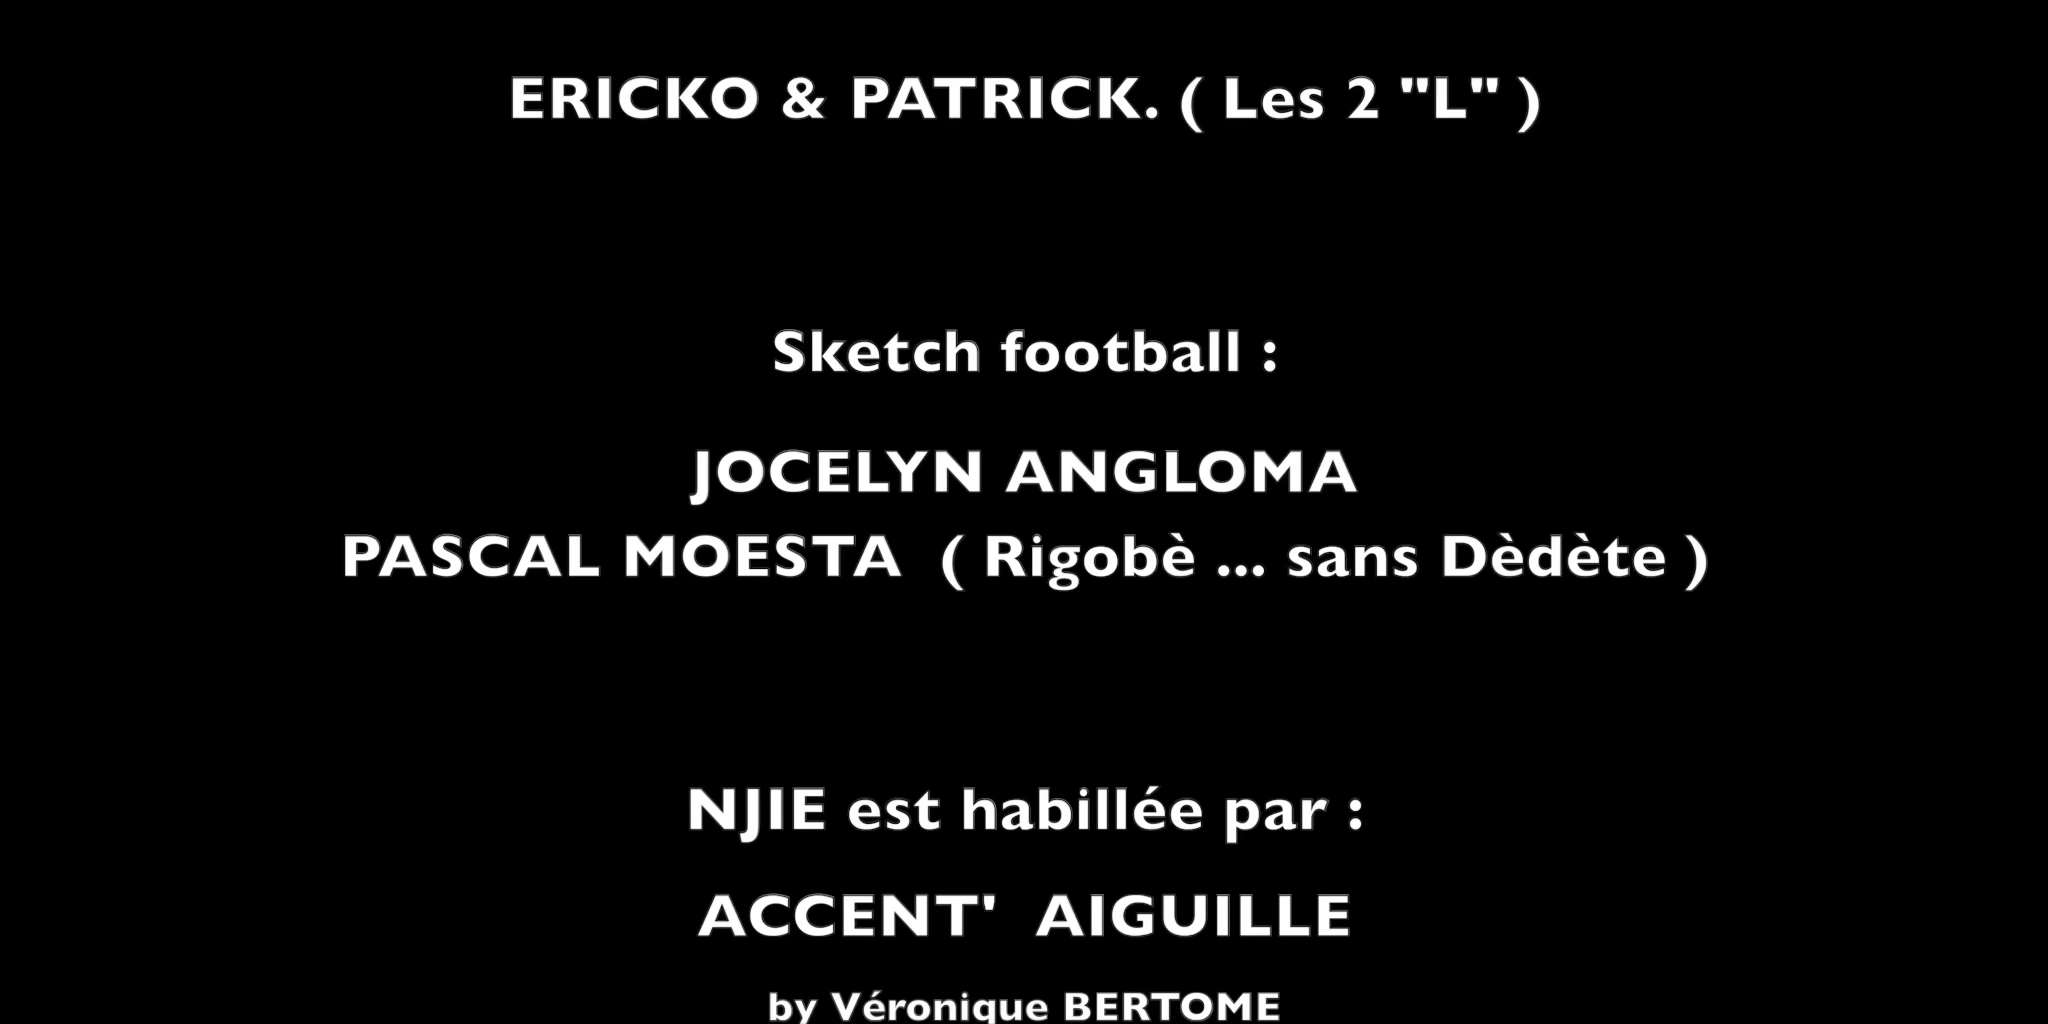 ERICKO & PATRICK. ( Les 2 "L" )
Sketch football :
JOCELYN ANGLOMA
PASCAL MOESTA ( Rigobè ... sans Dèdète )
NJIE est habillée par :
ACCENT' AIGUILLE
by Véronique BERTOME